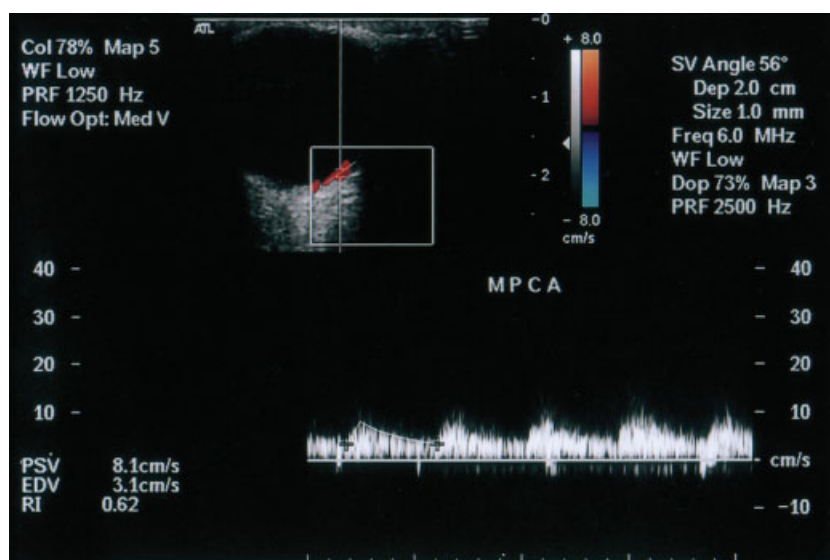 Col 78% Map 5
WF Low
PRF 1250 Hz
Flow Opt: Med V
ATL
0
1
2
+ 8.0
- 8.0
cm/s
SV Angle 56°
Dep 2.0 cm
Size 1.0 mm
Freq 6.0 MHz
WF Low
Dop 73% Map 3
PRF 2500 Hz
MPCA
40
30
20
10
PSV 8.1cm/s
EDV 3.1cm/s
RI 0.62
40
30
20
10
cm/s
-10